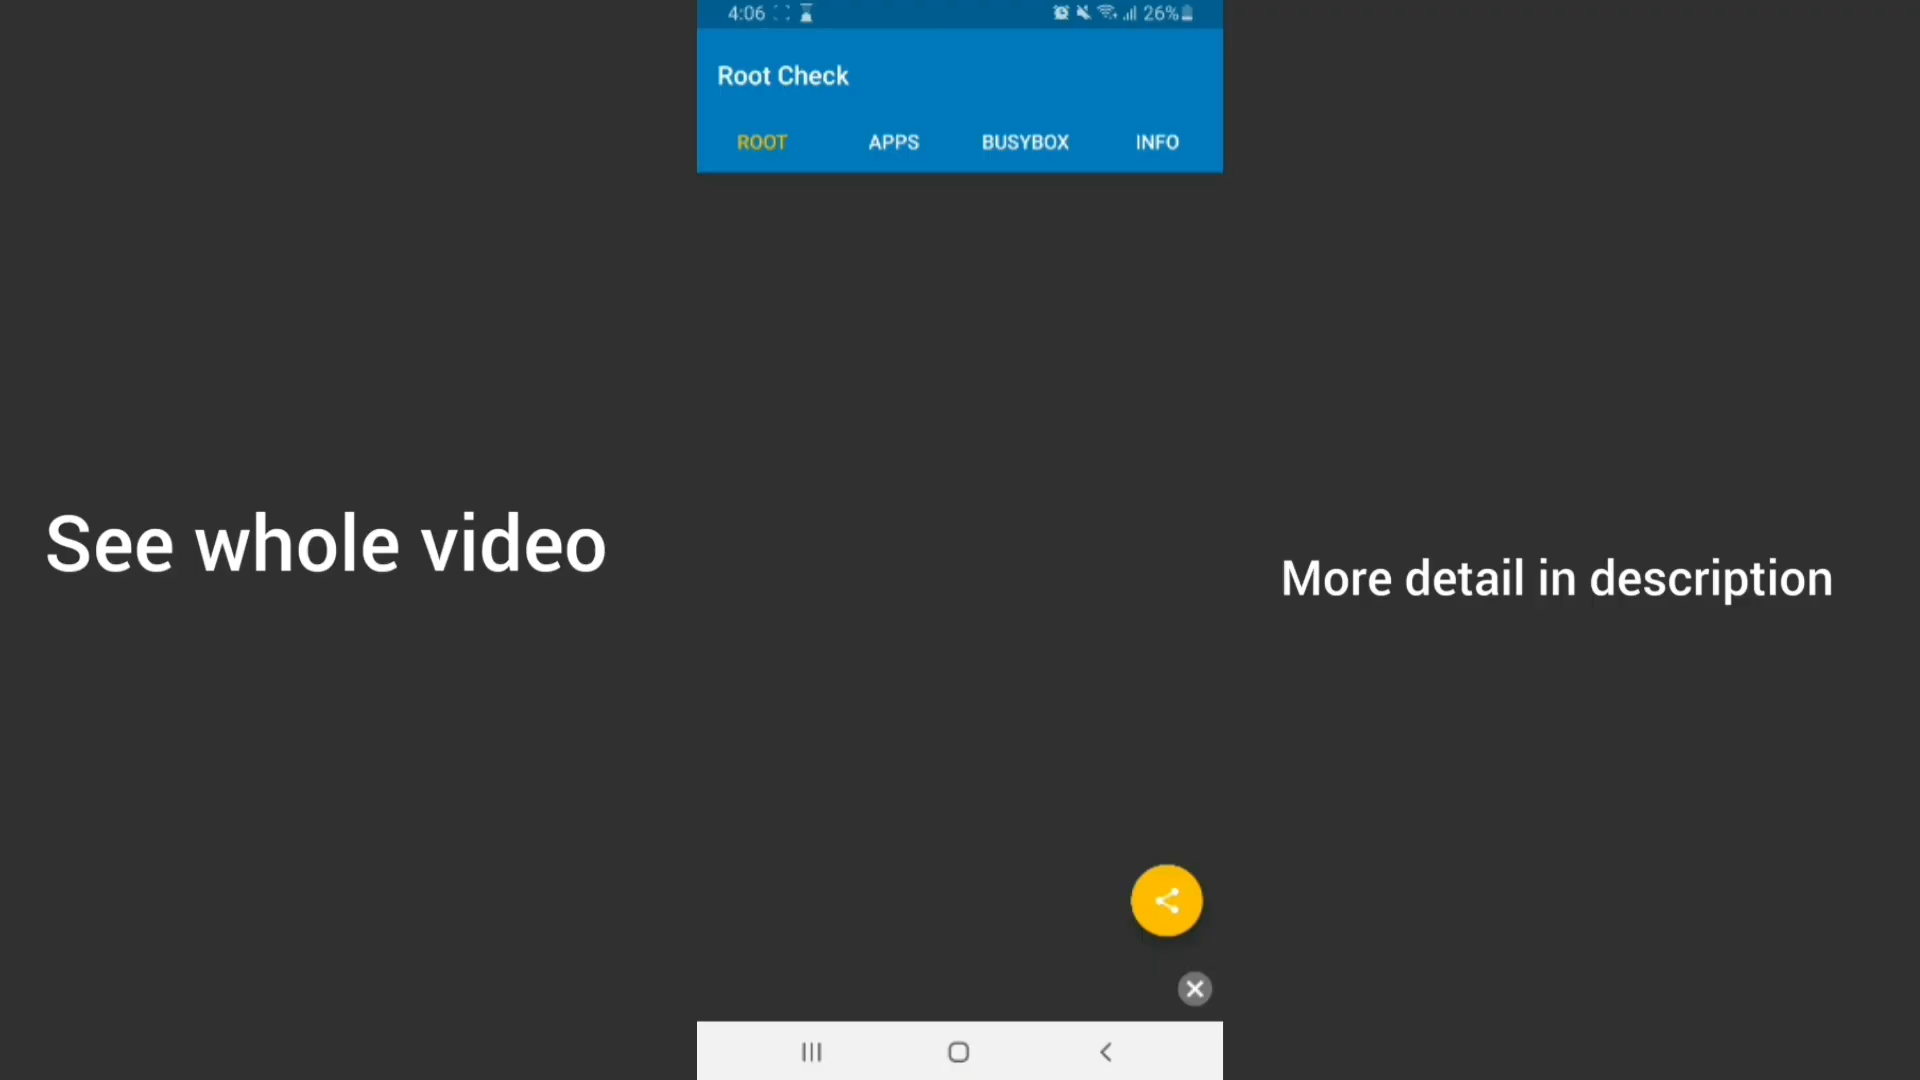 4:06 26%
Root Check
ROOT APPS BUSYBOX INFO
See whole video
More detail in description